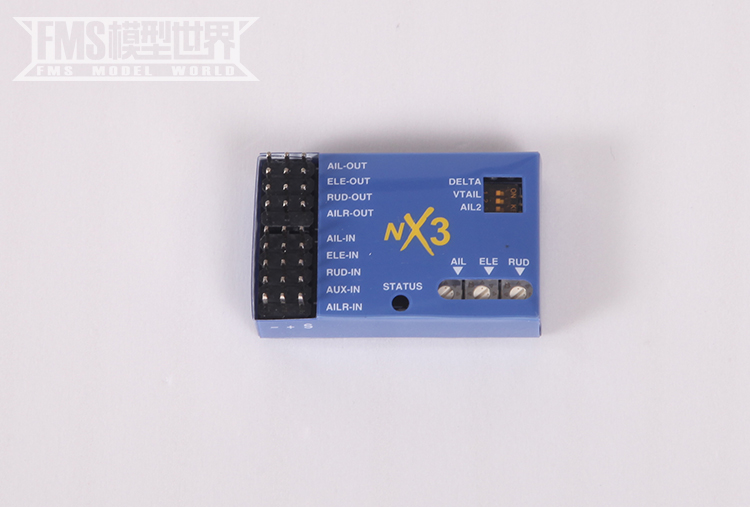 FMS模型世界
FMS MODEL WORLD
AIL-OUT
ELE-OUT
RUD-OUT
AILR-OUT
AIL-IN
ELE-IN
RUD-IN
AUX-IN
AILR-IN
NX3
STATUS
DELTA
VTAIL
AIL2
ON
AIL ELE RUD
- + S